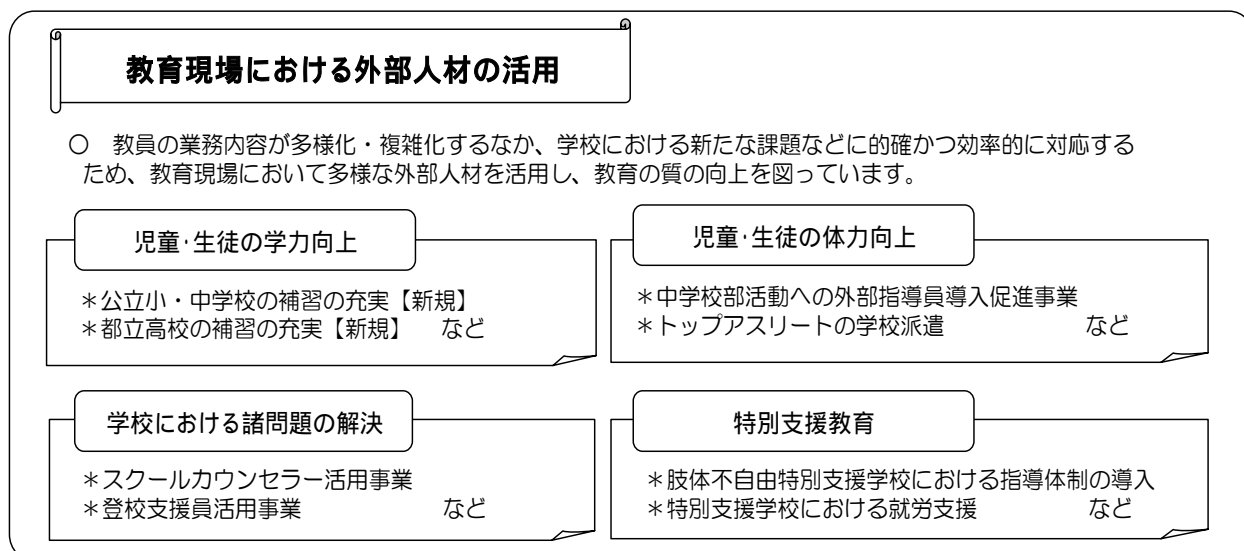 教育現場における外部人材の活用
○ 教員の業務内容が多様化・複雑化するなか、学校における新たな課題などに的確かつ効率的に対応する
ため、教育現場において多様な外部人材を活用し、教育の質の向上を図っています。
児童・生徒の学力向上
＊公立小・中学校の補習の充実【新規】
＊都立高校の補習の充実【新規】 など
児童・生徒の体力向上
＊中学校部活動への外部指導員導入促進事業
＊トップアスリートの学校派遣 など
学校における諸問題の解決
＊スクールカウンセラー活用事業
＊登校支援員活用事業 など
特別支援教育
＊肢体不自由特別支援学校における指導体制の導入
＊特別支援学校における就労支援 など